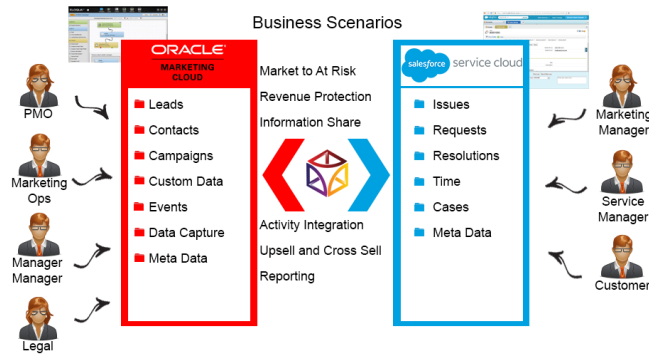 Business Scenarios
ORACLE
MARKETING
CLOUD
Leads
Contacts
Campaigns
Custom Data
Events
Data Capture
Meta Data
PMO
Marketing
Ops
Manager
Manager
Legal
Market to At Risk
Revenue Protection
Information Share
Activity Integration
Upsell and Cross Sell
Reporting
salesforce service cloud
Issues
Requests
Resolutions
Time
Cases
Meta Data
Marketing
Manager
Service
Manager
Customer